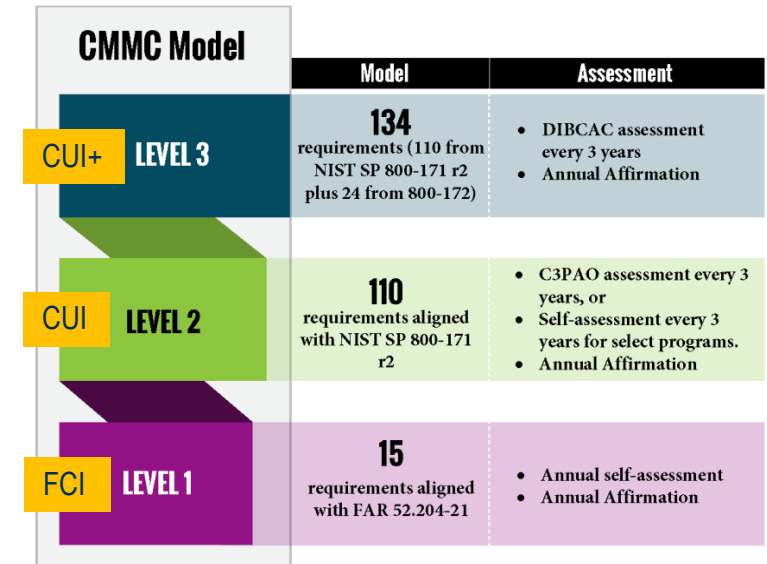 CMMC Model
Model
Assessment
CUI+
LEVEL 3
134
requirements (110 from
NIST SP 800-171 r2
plus 24 from 800-172)
• DIBCAC assessment
every 3 years
• Annual Affirmation
CUI
LEVEL 2
110
requirements aligned
with NIST SP 800-171
r2
• C3PAO assessment every 3
years, or
• Self-assessment every 3
years for select programs.
• Annual Affirmation
FCI
LEVEL 1
15
requirements aligned
with FAR 52.204-21
• Annual self-assessment
• Annual Affirmation